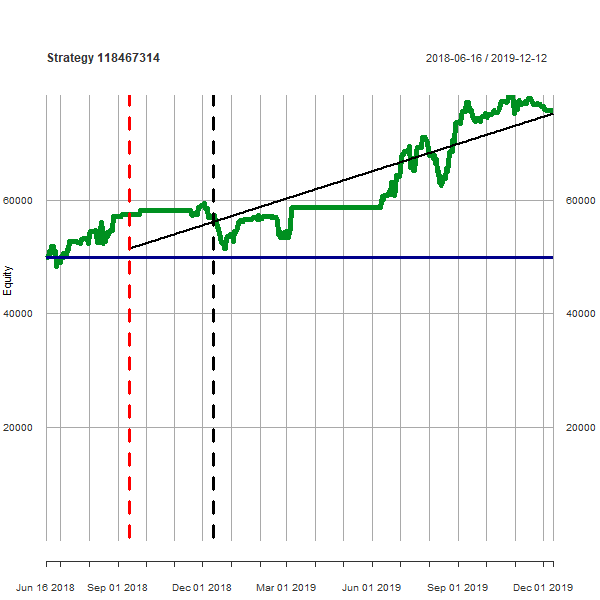 Strategy 118467314 2018-06-16 / 2019-12-12
60000 60000
Equity
40000 40000
20000 20000
Jun 16 2018 Sep 01 2018 Dec 01 2018 Mar 01 2019 Jun 01 2019 Sep 01 2019 Dec 01 2019